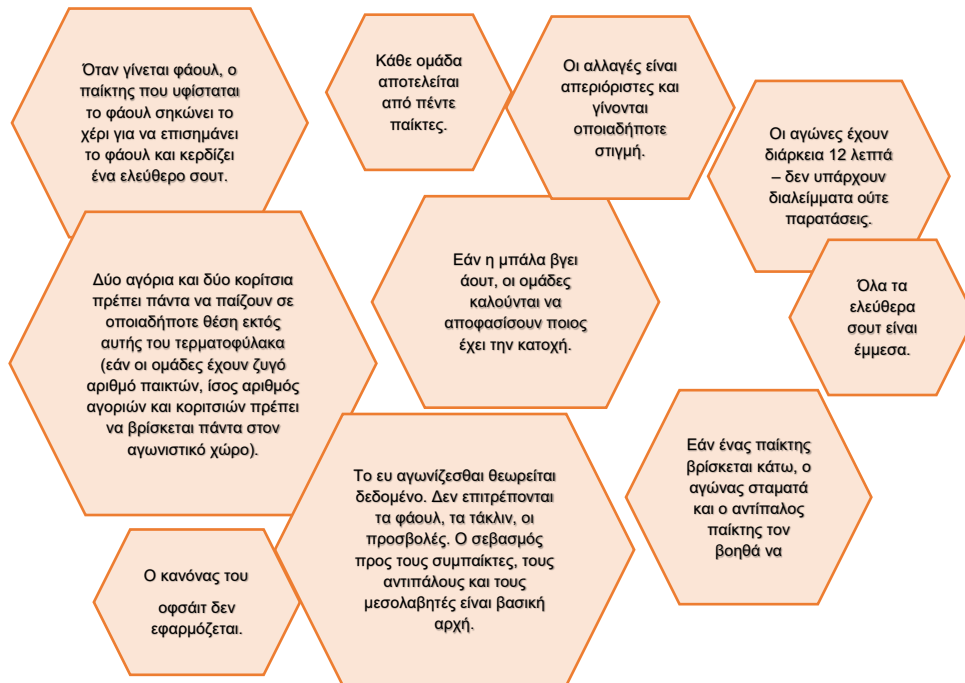 Όταν γίνεται φάουλ, ο
παίκτης που υφίσταται
το φάουλ σηκώνει το
χέρι για να επισημάνει
το φάουλ και κερδίζει
ένα ελεύθερο σουτ.
Κάθε ομάδα
αποτελείται
από πέντε
παίκτες.
Οι αλλαγές είναι
απεριόριστες και
γίνονται
οποιαδήποτε
στιγμή.
Οι αγώνες έχουν
διάρκεια 12 λεπτά
– δεν υπάρχουν
διαλείμματα ούτε
παρατάσεις.
Δύο αγόρια και δύο κορίτσια
πρέπει πάντα να παίζουν σε
οποιαδήποτε θέση εκτός
αυτής του τερματοφύλακα
(εάν οι ομάδες έχουν ζυγό
αριθμό παικτών, ίσος αριθμός
αγοριών και κοριτσιών πρέπει
να βρίσκεται πάντα στον
αγωνιστικό χώρο).
Εάν η μπάλα βγει
άουτ, οι ομάδες
καλούνται να
αποφασίσουν ποιος
έχει την κατοχή.
Όλα τα
ελεύθερα
σουτ είναι
έμμεσα.
Το ευ αγωνίζεσθαι θεωρείται
δεδομένο. Δεν επιτρέπονται
τα φάουλ, τα τάκλιν, οι
προσβολές. Ο σεβασμός
προς τους συμπαίκτες, τους
αντιπάλους και τους
μεσολαβητές είναι βασική
αρχή.
Εάν ένας παίκτης
βρίσκεται κάτω, ο
αγώνας σταματά
και ο αντίπαλος
παίκτης τον
βοηθά να
Ο κανόνας του
οφσάιτ δεν
εφαρμόζεται.